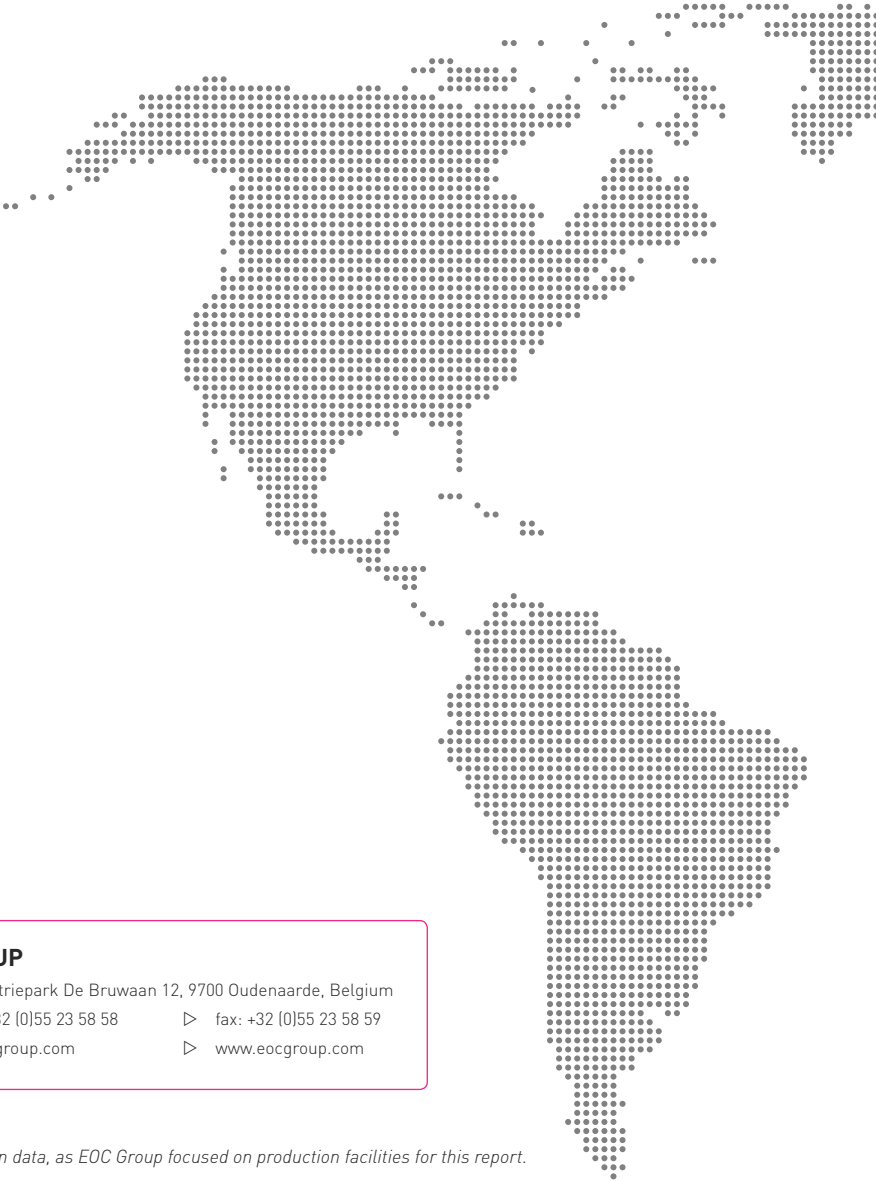 UP
triepark De Bruwaan 12, 9700 Oudenaarde, Belgium
32 (0)55 23 58 58 ▷ fax: +32 (0)55 23 58 59
group.com ▷ www.eocgroup.com
n data, as EOC Group focused on production facilities for this report.